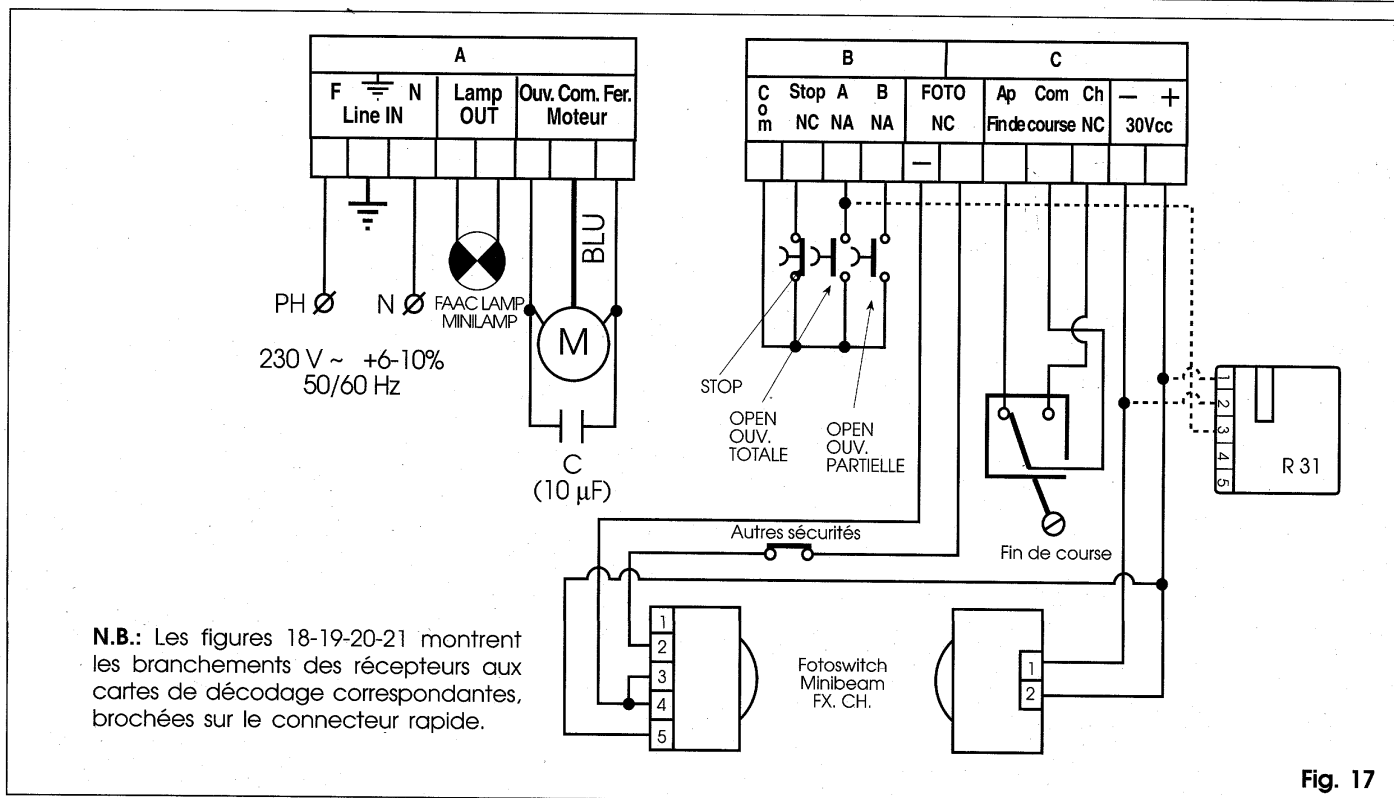 A
F N Lamp Ouv. Com. Fer.
Line IN OUT Moteur
PH N
FAAC LAMP
MINILAMP
BLU
M
230 V ~ +6-10%
50/60 Hz
C
(10 µF)
B C
Com Stop A B FOTO Ap Com Ch — +
NC NA NA NC Fin de course NC 30Vcc
—
STOP
OPEN
OUV.
TOTALE
OPEN
OUV.
PARTIELLE
1
2
3
4
5
R 31
Autres sécurités
Fin de course
1
2
3
4
5
Fotoswitch
Minibeam
FX. CH.
1
2
N.B.: Les figures 18-19-20-21 montrent
les branchements des récepteurs aux
cartes de décodage correspondantes,
brochées sur le connecteur rapide.
Fig. 17